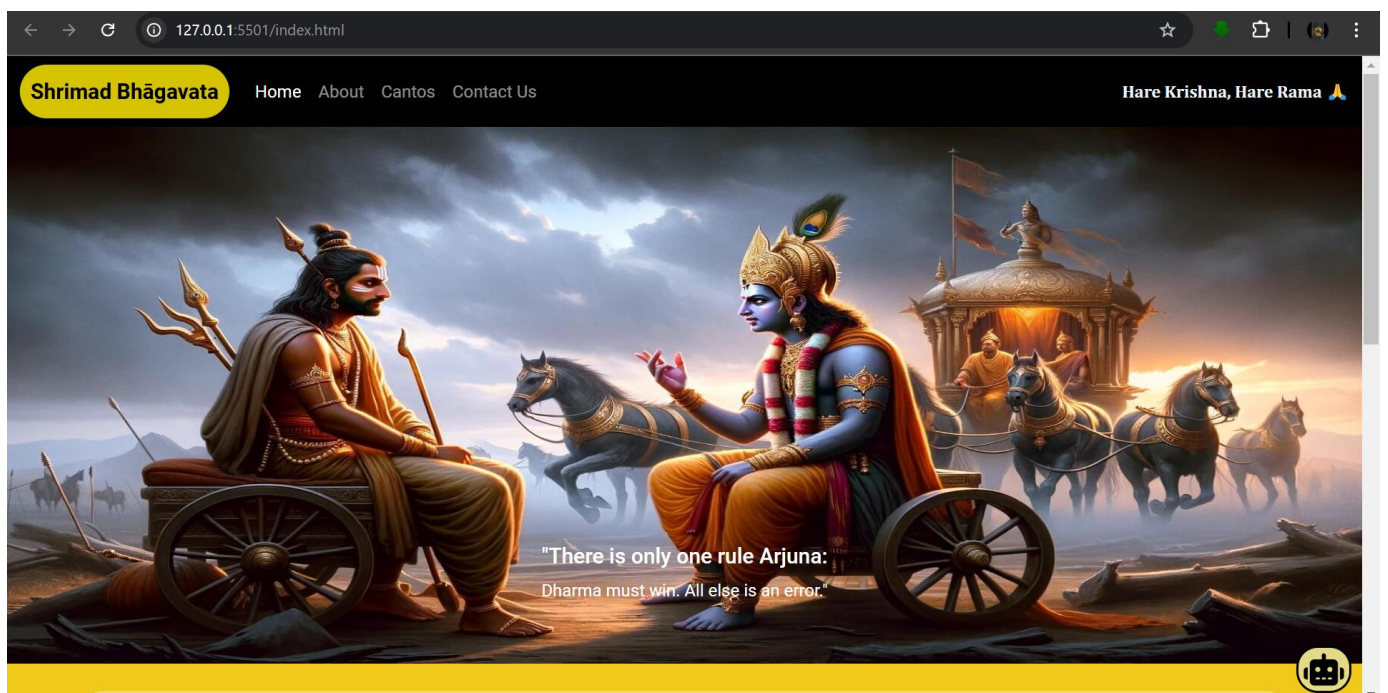 127.0.0.1:5501/index.html
Shrimad Bhāgavata Home About Cantos Contact Us Hare Krishna, Hare Rama 🙏
"There is only one rule Arjuna:
Dharma must win. All else is an error."